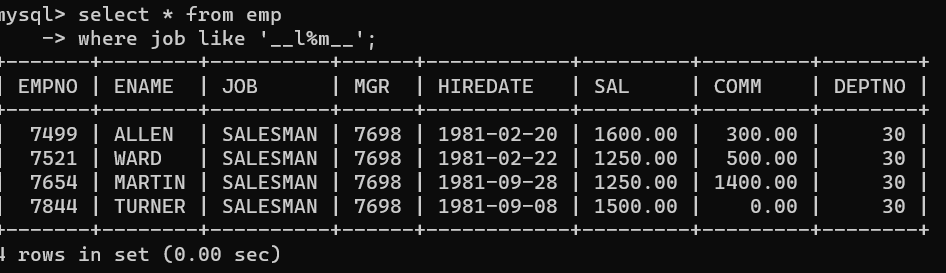 mysql> select * from emp
    -> where job like '__l%m__';
+-------+--------+----------+------+------------+---------+---------+--------+
| EMPNO | ENAME  | JOB      | MGR  | HIREDATE   | SAL     | COMM    | DEPTNO |
+-------+--------+----------+------+------------+---------+---------+--------+
|  7499 | ALLEN  | SALESMAN | 7698 | 1981-02-20 | 1600.00 |  300.00 |     30 |
|  7521 | WARD   | SALESMAN | 7698 | 1981-02-22 | 1250.00 |  500.00 |     30 |
|  7654 | MARTIN | SALESMAN | 7698 | 1981-09-28 | 1250.00 | 1400.00 |     30 |
|  7844 | TURNER | SALESMAN | 7698 | 1981-09-08 | 1500.00 |    0.00 |     30 |
+-------+--------+----------+------+------------+---------+---------+--------+
4 rows in set (0.00 sec)